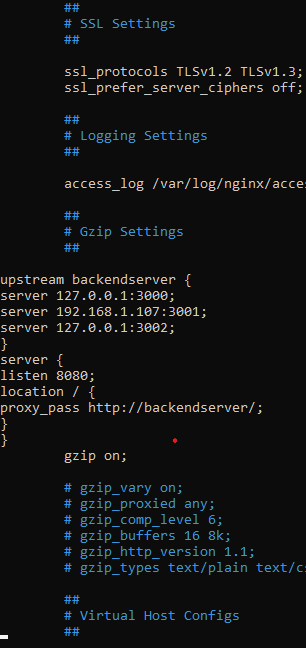 ##
# SSL Settings
##
ssl_protocols TLSv1.2 TLSv1.3;
ssl_prefer_server_ciphers off;
##
# Logging Settings
##
access_log /var/log/nginx/acce
##
# Gzip Settings
##
upstream backendserver {
server 127.0.0.1:3000;
server 192.168.1.107:3001;
server 127.0.0.1:3002;
}
server {
listen 8080;
location / {
proxy_pass http://backendserver/;
}
}
gzip on;
# gzip_vary on;
# gzip_proxied any;
# gzip_comp_level 6;
# gzip_buffers 16 8k;
# gzip_http_version 1.1;
# gzip_types text/plain text/c
##
# Virtual Host Configs
##